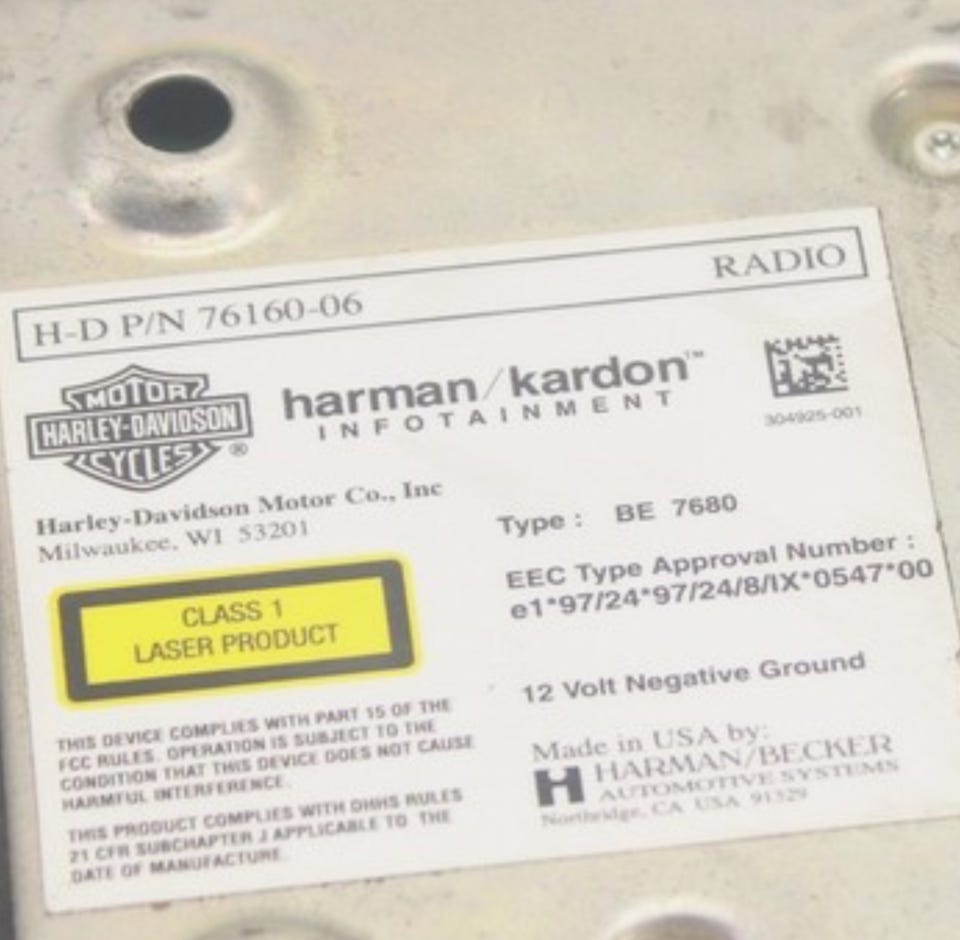 H-D P/N 76160-06 RADIO
MOTOR
HARLEY-DAVIDSON
CYCLES ®
harman/kardon™
INFOTAINMENT
304925-001
Harley-Davidson Motor Co., Inc
Milwaukee, WI 53201
CLASS 1
LASER PRODUCT
THIS DEVICE COMPLIES WITH PART 15 OF THE
FCC RULES. OPERATION IS SUBJECT TO THE
CONDITION THAT THIS DEVICE DOES NOT CAUSE
HARMFUL INTERFERENCE.
THIS PRODUCT COMPLIES WITH DHHS RULES
21 CFR SUBCHAPTER J APPLICABLE TO THE
DATE OF MANUFACTURE.
Type : BE 7680
EEC Type Approval Number :
e1*97/24*97/24/8/IX*0547*00
12 Volt Negative Ground
Made in USA by:
HARMAN/BECKER
AUTOMOTIVE SYSTEMS
Northridge, CA USA 91329